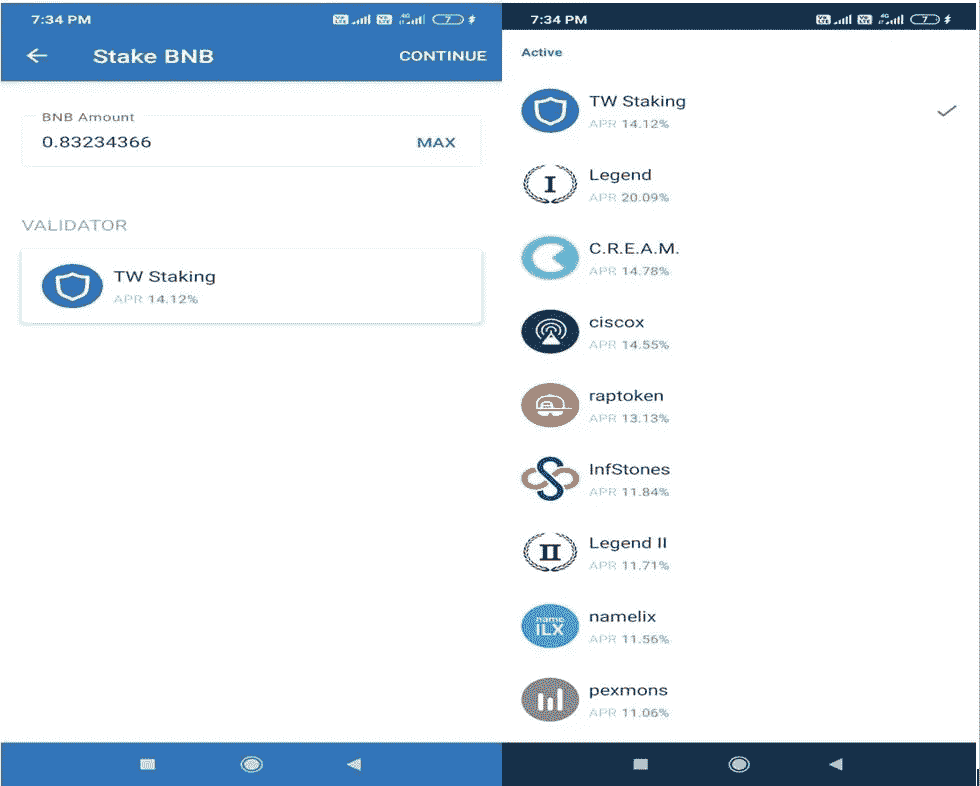 7:34 PM
Stake BNB
CONTINUE
BNB Amount
0.83234366
MAX
VALIDATOR
TW Staking
APR 14.12%
7:34 PM
Active
TW Staking
APR 14.12%
I
Legend
APR 20.09%
C.R.E.A.M.
APR 14.78%
ciscox
APR 14.55%
raptoken
APR 13.13%
InfStones
APR 11.84%
II
Legend II
APR 11.71%
name
ILX
namelix
APR 11.56%
pexmons
APR 11.06%